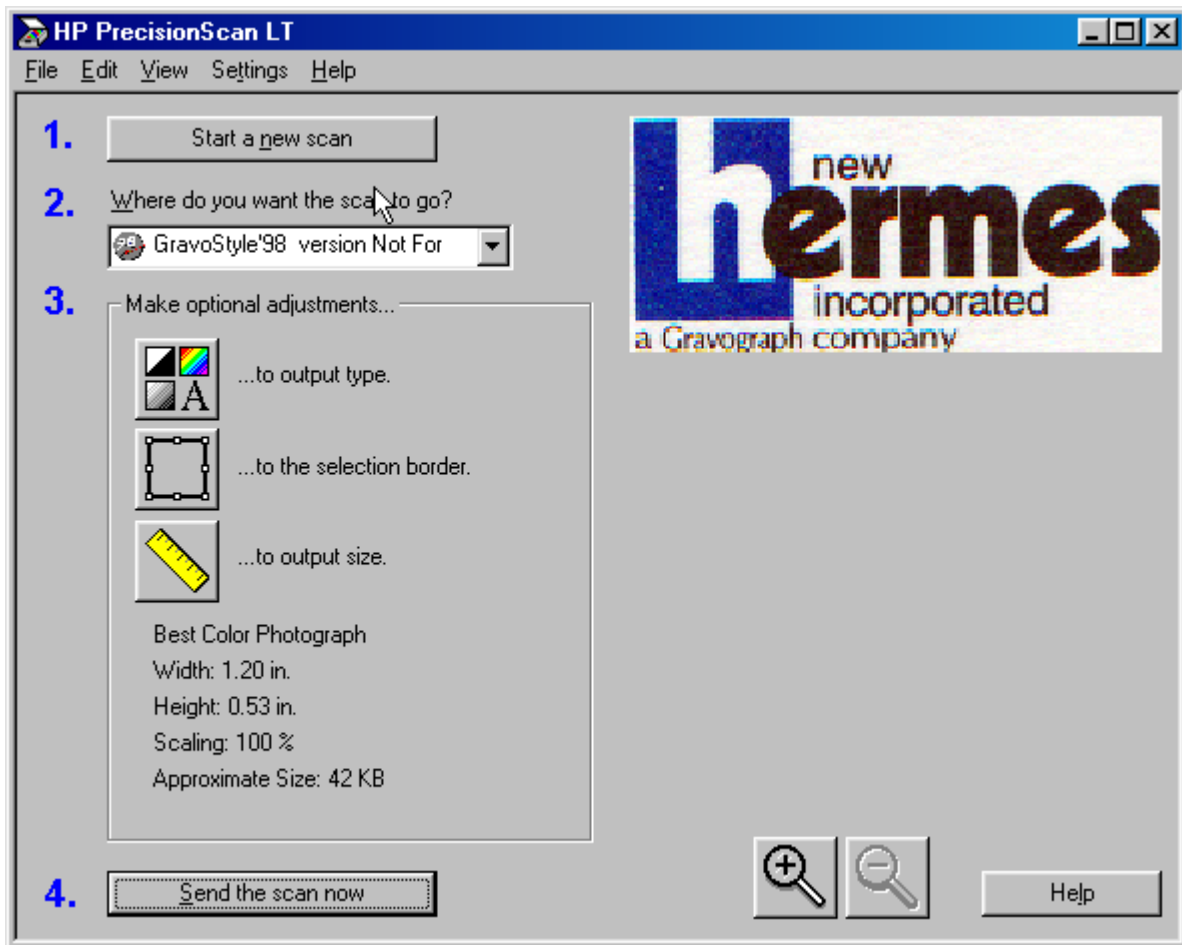 HP PrecisionScan LT
File Edit View Settings Help
1. Start a new scan
2. Where do you want the scan to go?
GravoStyle'98 version Not For
3. Make optional adjustments...
...to output type.
A
...to the selection border.
...to output size.
Best Color Photograph
Width: 1.20 in.
Height: 0.53 in.
Scaling: 100 %
Approximate Size: 42 KB
4. Send the scan now
new
hermes
incorporated
a Gravograph company
Help